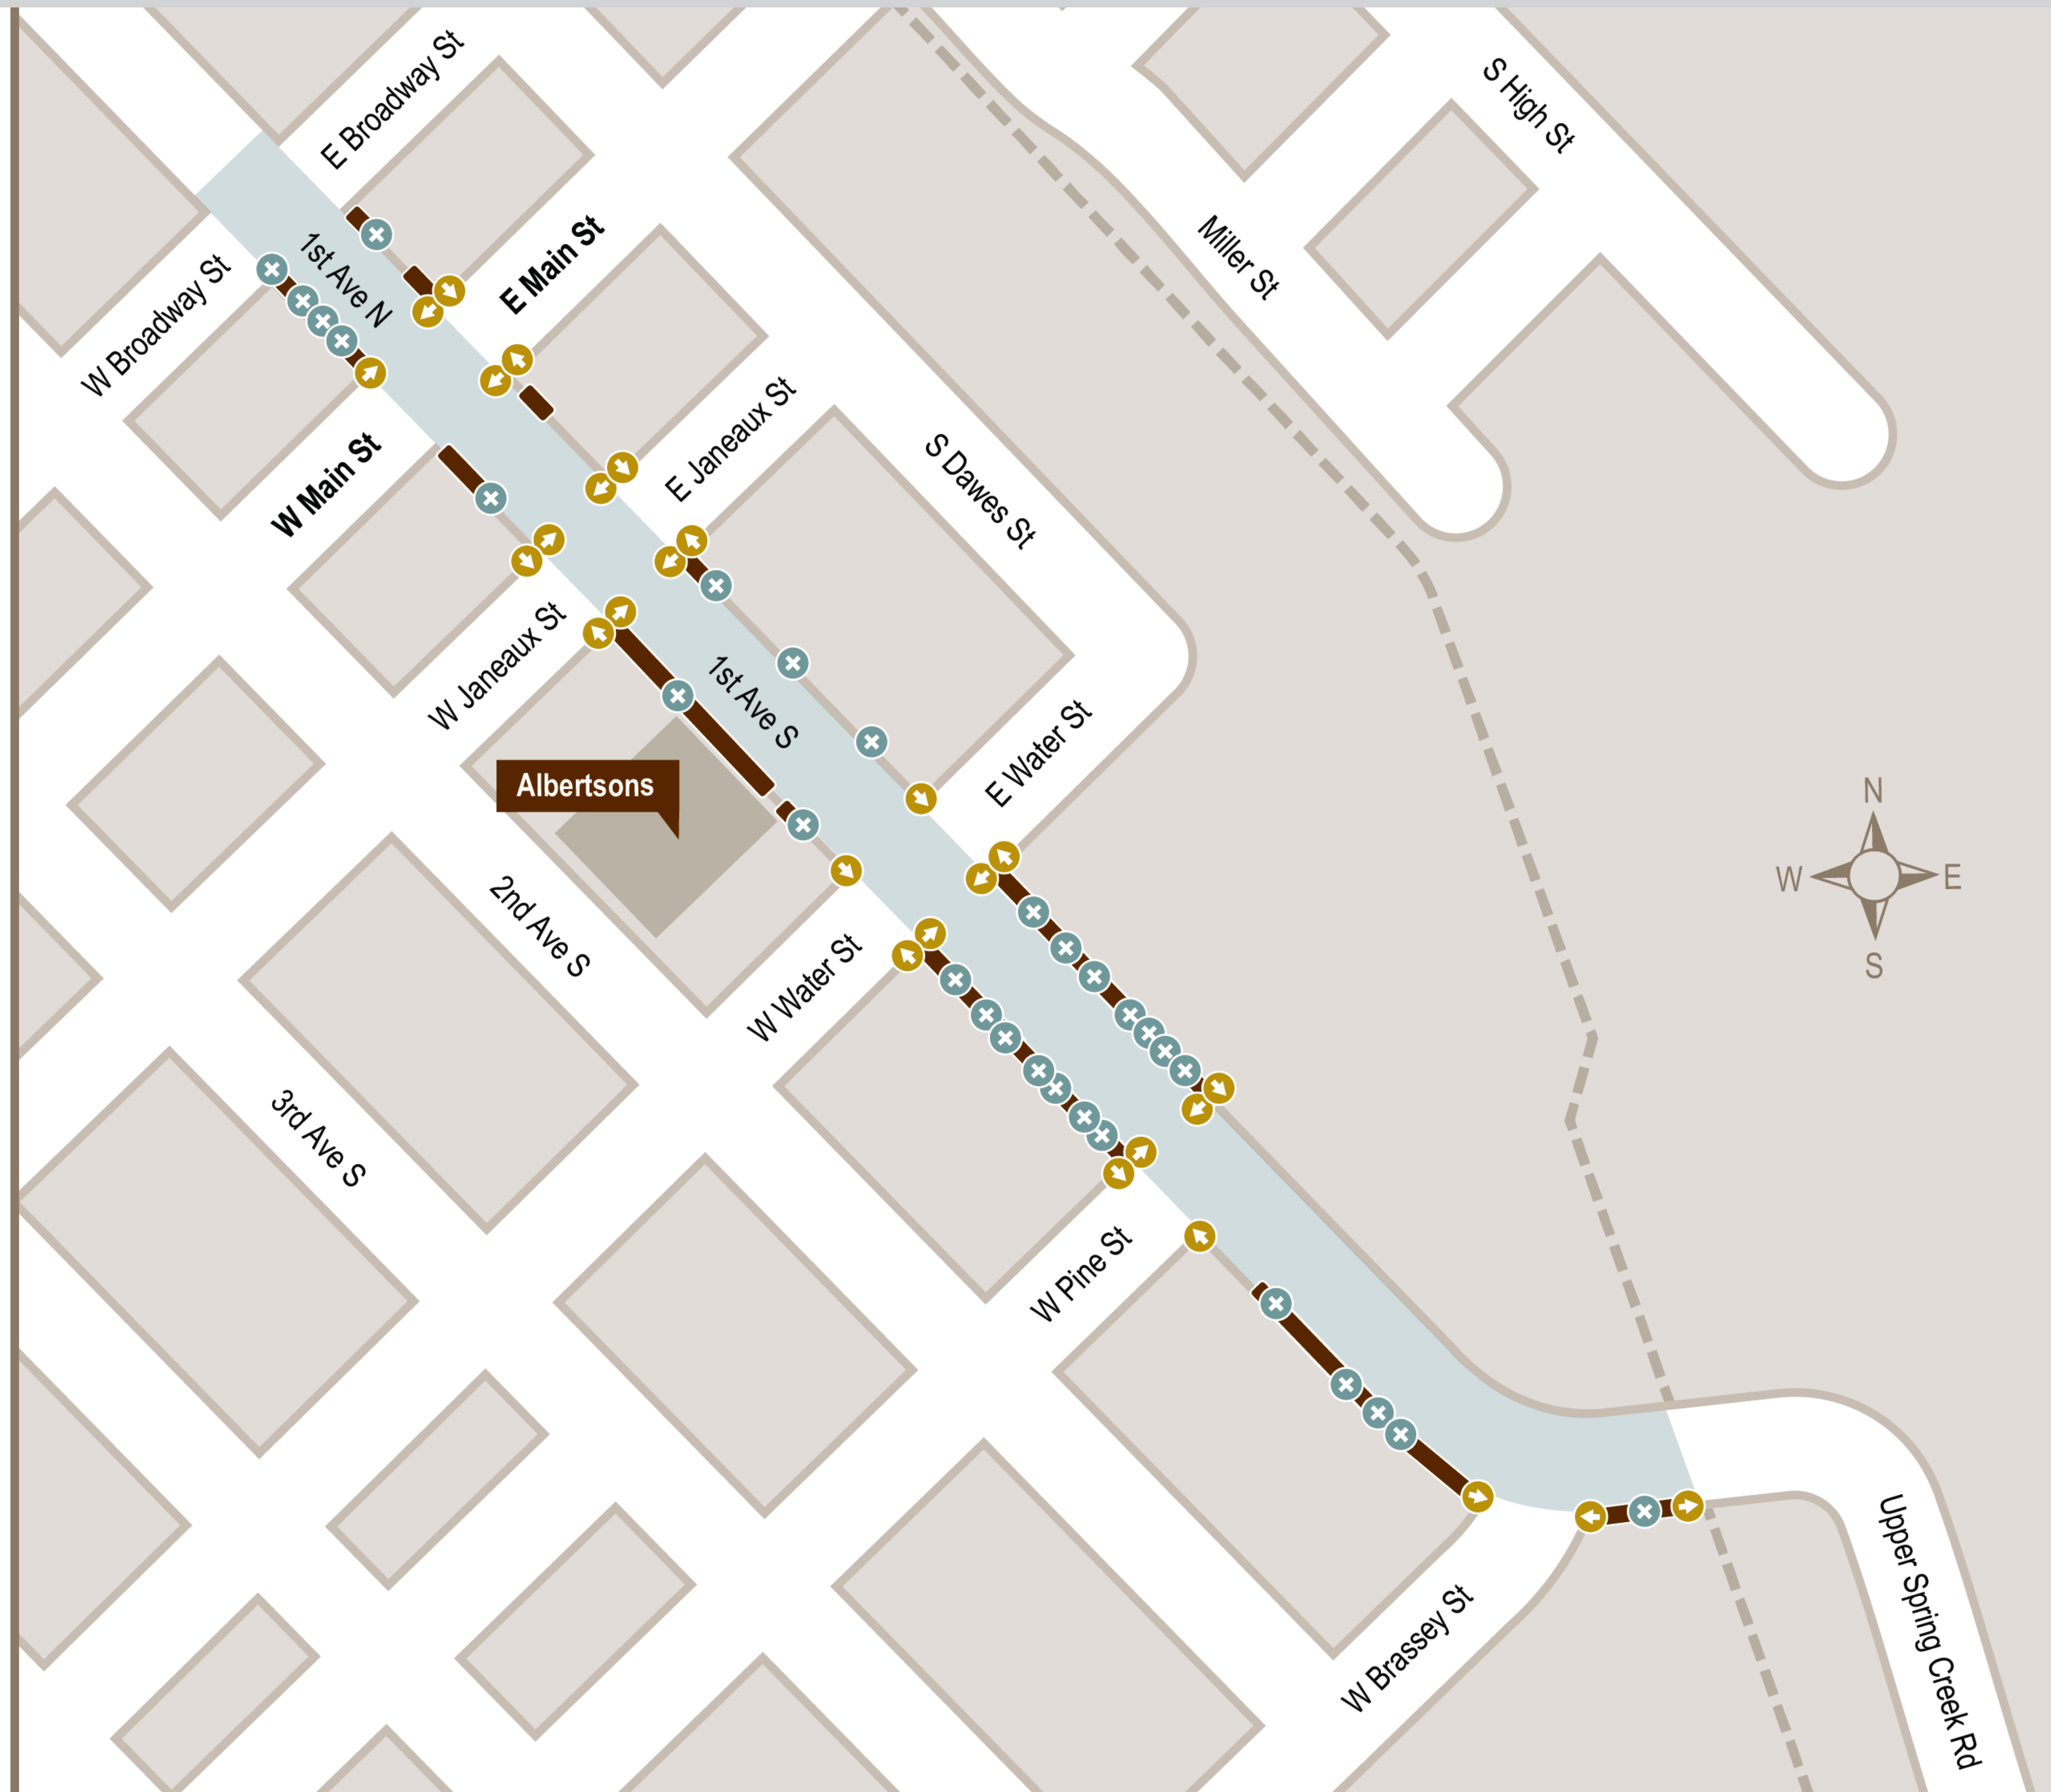 E Broadway St
S High St
1st Ave N
W Broadway St
E Main St
Miller St
W Main St
E Janeaux St
S Dawes St
W Janeaux St
1st Ave S
E Water St
Albertsons
N
W
E
S
2nd Ave S
W Water St
3rd Ave S
W Pine St
W Brassey St
Upper Spring Creek Rd